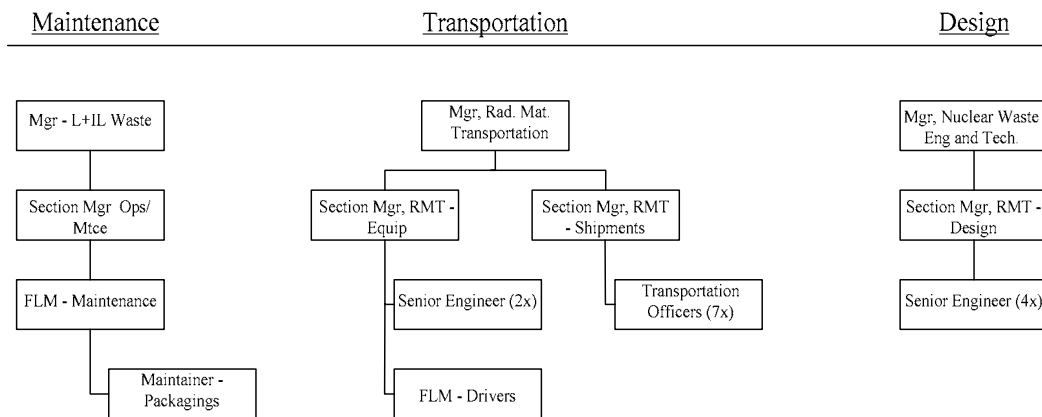 Maintenance
Transportation
Design
Mgr - L+IL Waste
Mgr, Rad. Mat.
Transportation
Mgr, Nuclear Waste
Eng and Tech.
Section Mgr Ops/
Mtce
Section Mgr, RMT -
Equip
Section Mgr, RMT
- Shipments
Section Mgr, RMT -
Design
FLM - Maintenance
Senior Engineer (2x)
Transportation
Officers (7x)
Senior Engineer (4x)
Maintainer -
Packagings
FLM - Drivers